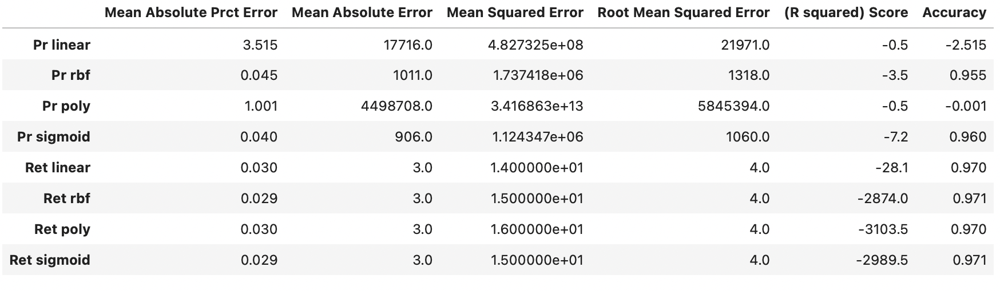 Mean Absolute Prct Error Mean Absolute Error Mean Squared Error Root Mean Squared Error (R squared) Score Accuracy
Pr linear 3.515 17716.0 4.827325e+08 21971.0 -0.5 -2.515
Pr rbf 0.045 1011.0 1.737418e+06 1318.0 -3.5 0.955
Pr poly 1.001 4498708.0 3.416863e+13 5845394.0 -0.5 -0.001
Pr sigmoid 0.040 906.0 1.124347e+06 1060.0 -7.2 0.960
Ret linear 0.030 3.0 1.400000e+01 4.0 -28.1 0.970
Ret rbf 0.029 3.0 1.500000e+01 4.0 -2874.0 0.971
Ret poly 0.030 3.0 1.600000e+01 4.0 -3103.5 0.970
Ret sigmoid 0.029 3.0 1.500000e+01 4.0 -2989.5 0.971